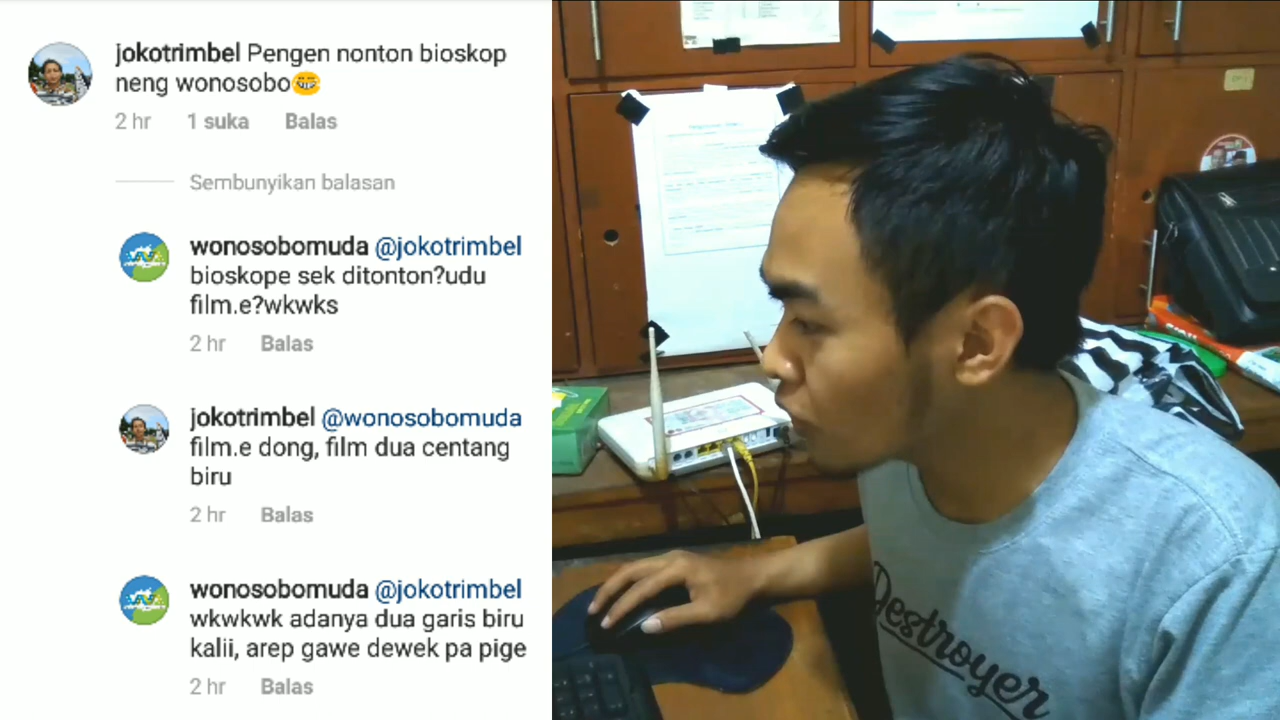 jokotrimbel Pengen nonton bioskop
neng wonosobo😁
2 hr 1 suka Balas
Sembunyikan balasan
wonosobomuda @jokotrimbel
bioskope sek ditonton?udu
film.e?wkwks
2 hr Balas
jokotrimbel @wonosobomuda
film.e dong, film dua centang
biru
2 hr Balas
wonosobomuda @jokotrimbel
wkwkwk adanya dua garis biru
kalii, arep gawe dewek pa pige
2 hr Balas
Destroyer